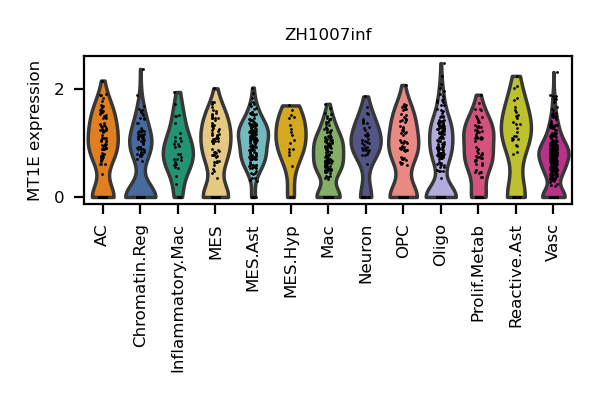 ZH1007inf
MT1E expression
2
0
AC
Chromatin.Reg
Inflammatory.Mac
MES
MES.Ast
MES.Hyp
Mac
Neuron
OPC
Oligo
Prolif.Metab
Reactive.Ast
Vasc